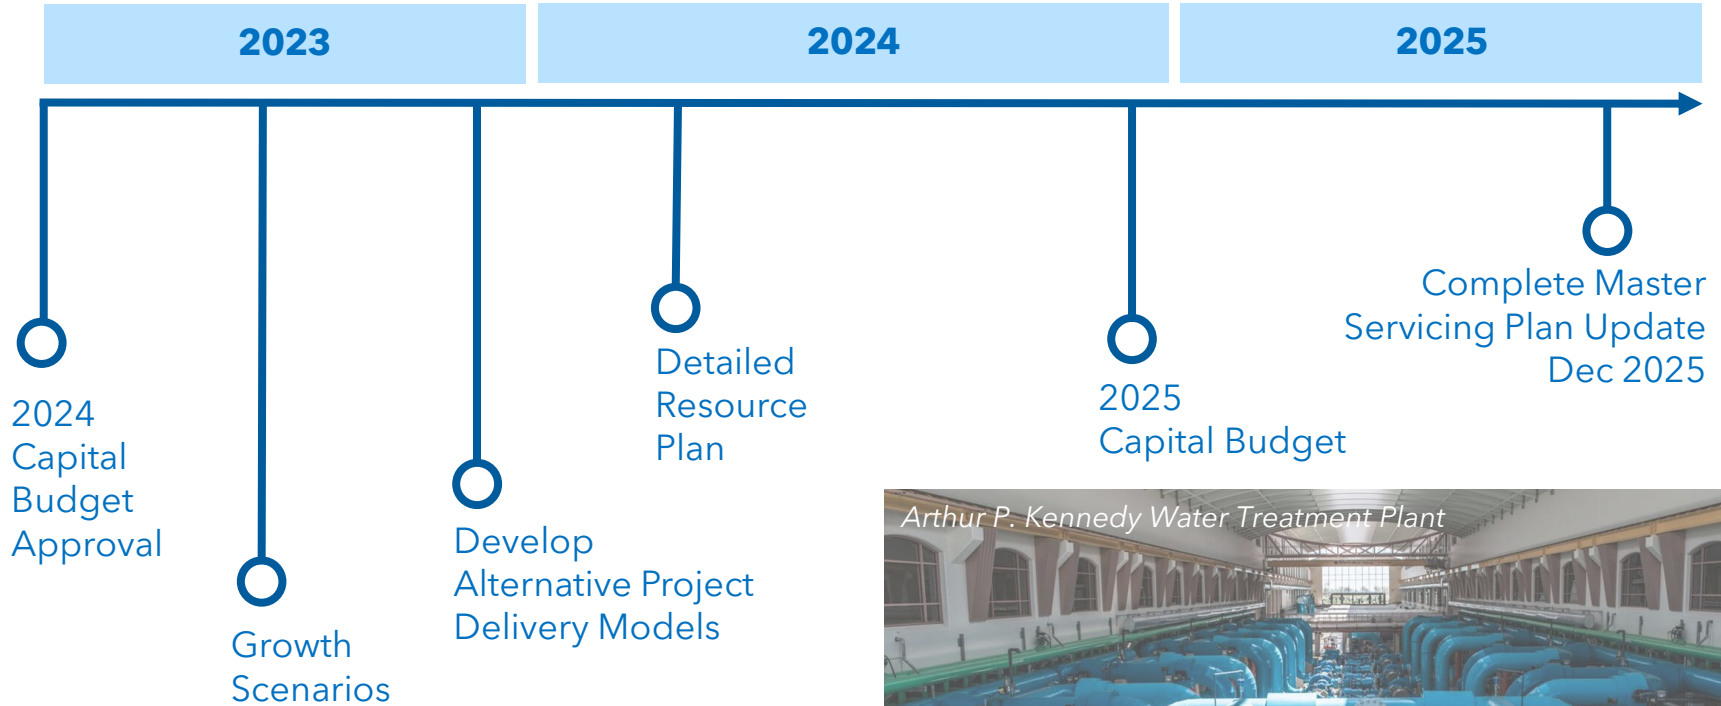 2023
2024
2025
2024
Capital
Budget
Approval
Growth
Scenarios
Develop
Alternative Project
Delivery Models
Detailed
Resource
Plan
2025
Capital Budget
Complete Master
Servicing Plan Update
Dec 2025
Arthur P. Kennedy Water Treatment Plant